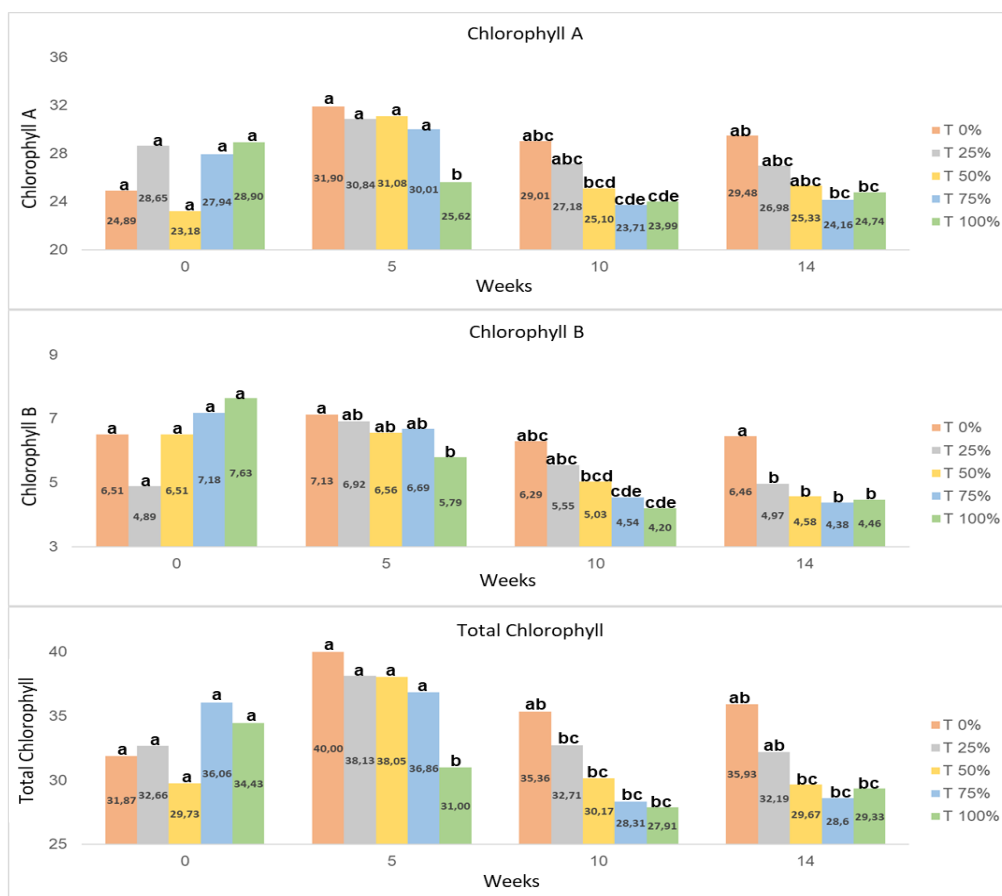 Chlorophyll A
Chlorophyll A
36
32
28
24
20
a a a a a
24,89 28,65 23,18 27,94 28,90
a a a a b
31,90 30,84 31,08 30,01 25,62
abc abc bcd cde cde
29,01 27,18 25,10 23,71 23,99
ab abc abc bc bc
29,48 26,98 25,33 24,16 24,74
0 5 10 14
Weeks
T 0%
T 25%
T 50%
T 75%
T 100%
Chlorophyll B
Chlorophyll B
9
7
5
3
a a a a a
6,51 4,89 6,51 7,18 7,63
a ab ab ab b
7,13 6,92 6,56 6,69 5,79
abc abc bcd cde cde
6,29 5,55 5,03 4,54 4,20
a b b b b
6,46 4,97 4,58 4,38 4,46
0 5 10 14
Weeks
T 0%
T 25%
T 50%
T 75%
T 100%
Total Chlorophyll
Total Chlorophyll
40
35
30
25
a a a a a
31,87 32,66 29,73 36,06 34,43
a a a a b
40,00 38,13 38,05 36,86 31,00
ab bc bc bc bc
35,36 32,71 30,17 28,31 27,91
ab ab bc bc bc
35,93 32,19 29,67 28,6 29,33
0 5 10 14
Weeks
T 0%
T 25%
T 50%
T 75%
T 100%